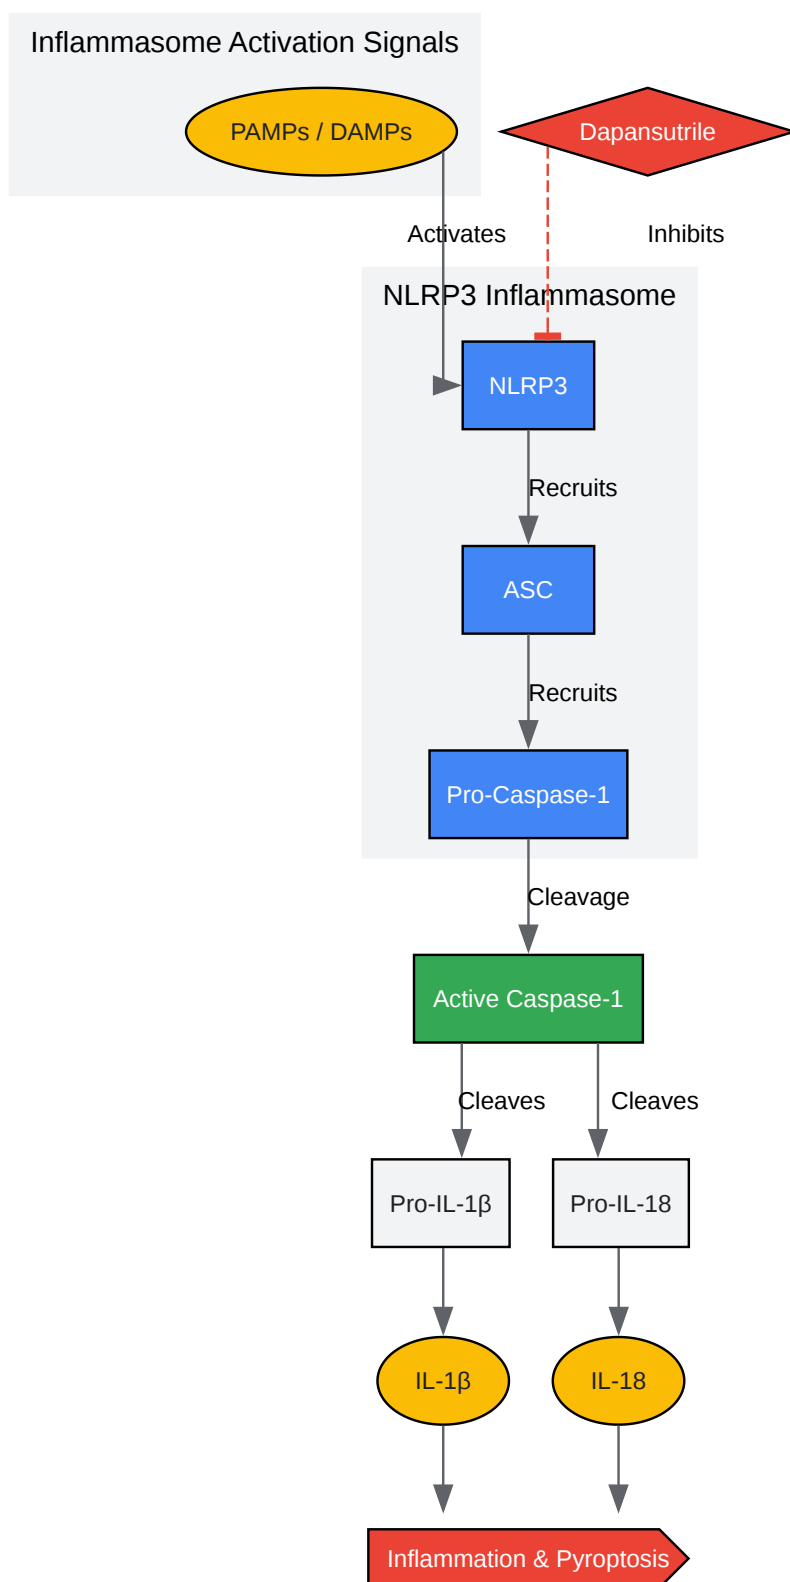 Inflammasome Activation Signals
PAMPs / DAMPs
Dapansutrile
Activates
Inhibits
NLRP3 Inflammasome
NLRP3
Recruits
ASC
Recruits
Pro-Caspase-1
Cleavage
Active Caspase-1
Cleaves
Cleaves
Pro-IL-1β
Pro-IL-18
IL-1β
IL-18
Inflammation & Pyroptosis